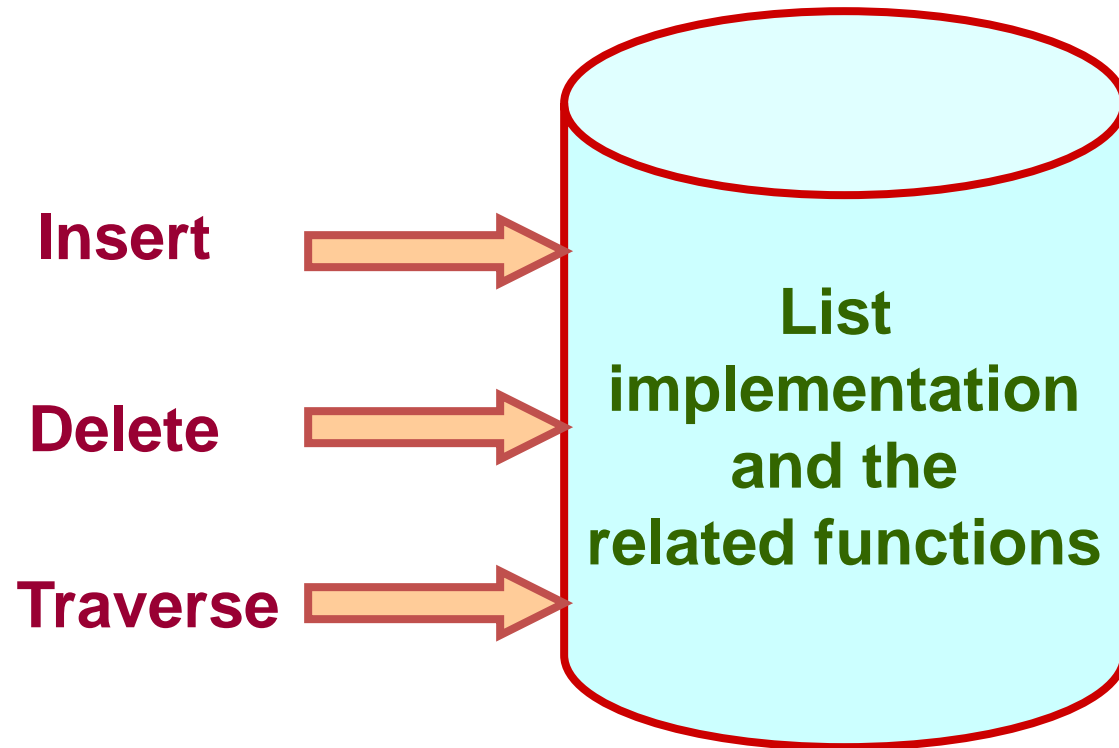 Insert
Delete
Traverse
List
implementation
and the
related functions